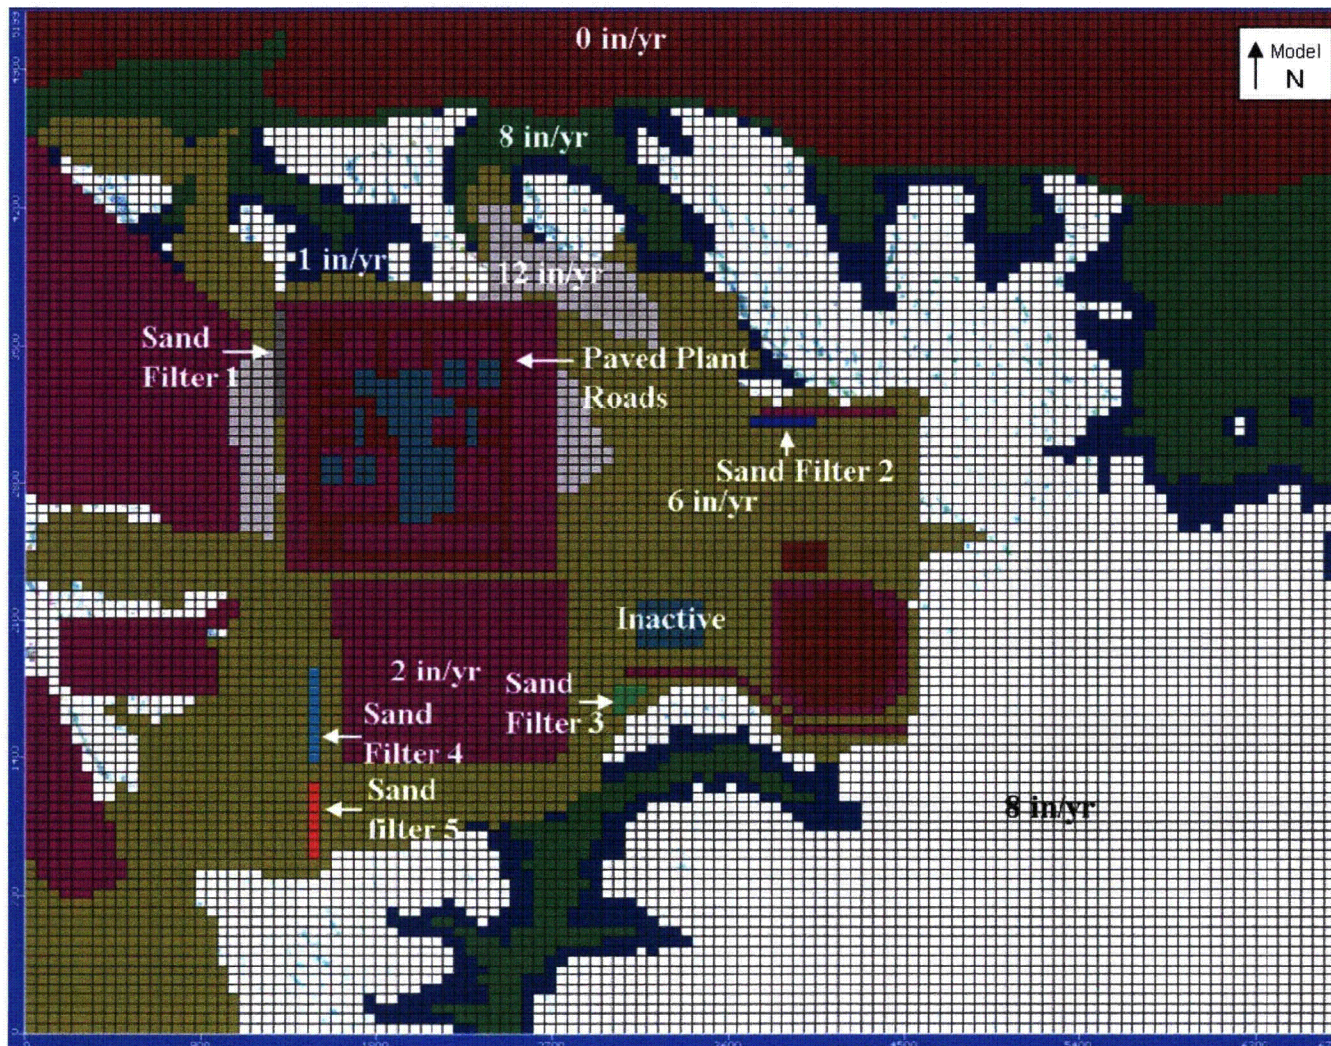 0 in/yr
Model
N
8 in/yr
1 in/yr
12 in/yr
Sand
Filter 1
Paved Plant
Roads
Sand Filter 2
6 in/yr
Inactive
2 in/yr
Sand
Filter 3
Sand
Filter 4
Sand
filter 5
8 in/yr